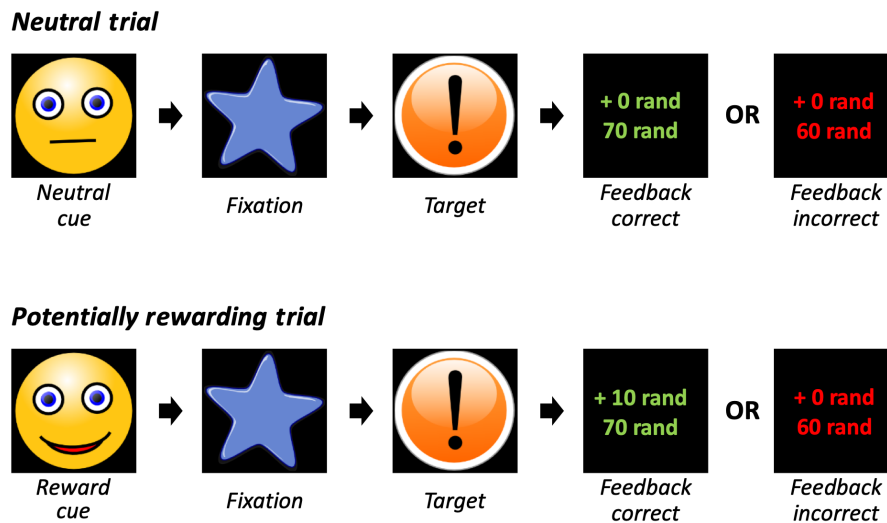 Neutral trial
+ 0 rand
70 rand
OR
+ 0 rand
60 rand
Neutral
cue
Fixation
Target
Feedback
correct
Feedback
incorrect
Potentially rewarding trial
+ 10 rand
70 rand
OR
+ 0 rand
60 rand
Reward
cue
Fixation
Target
Feedback
correct
Feedback
incorrect